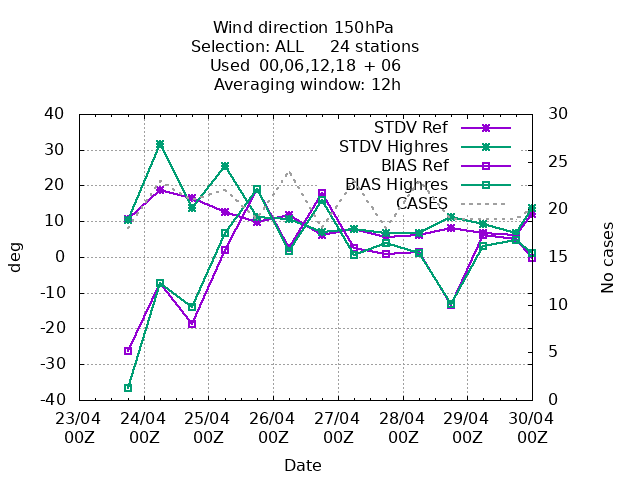 Wind direction 150hPa
Selection: ALL 24 stations
Used 00,06,12,18 + 06
Averaging window: 12h
STDV Ref
STDV Highres
BIAS Ref
BIAS Highres
CASES
40
30
20
10
0
-10
-20
-30
-40
deg
30
25
20
15
10
5
0
No cases
23/04 24/04 25/04 26/04 27/04 28/04 29/04 30/04
00Z 00Z 00Z 00Z 00Z 00Z 00Z 00Z
Date